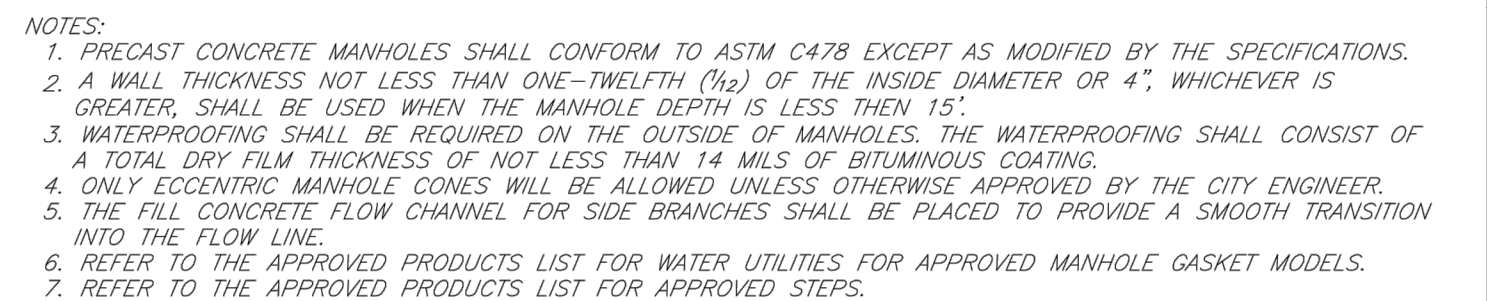 NOTES:
1. PRECAST CONCRETE MANHOLES SHALL CONFORM TO ASTM C478 EXCEPT AS MODIFIED BY THE SPECIFICATIONS.
2. A WALL THICKNESS NOT LESS THAN ONE-TWELFTH (1/12) OF THE INSIDE DIAMETER OR 4", WHICHEVER IS
GREATER, SHALL BE USED WHEN THE MANHOLE DEPTH IS LESS THEN 15'.
3. WATERPROOFING SHALL BE REQUIRED ON THE OUTSIDE OF MANHOLES. THE WATERPROOFING SHALL CONSIST OF
A TOTAL DRY FILM THICKNESS OF NOT LESS THAN 14 MILS OF BITUMINOUS COATING.
4. ONLY ECCENTRIC MANHOLE CONES WILL BE ALLOWED UNLESS OTHERWISE APPROVED BY THE CITY ENGINEER.
5. THE FILL CONCRETE FLOW CHANNEL FOR SIDE BRANCHES SHALL BE PLACED TO PROVIDE A SMOOTH TRANSITION
INTO THE FLOW LINE.
6. REFER TO THE APPROVED PRODUCTS LIST FOR WATER UTILITIES FOR APPROVED MANHOLE GASKET MODELS.
7. REFER TO THE APPROVED PRODUCTS LIST FOR APPROVED STEPS.